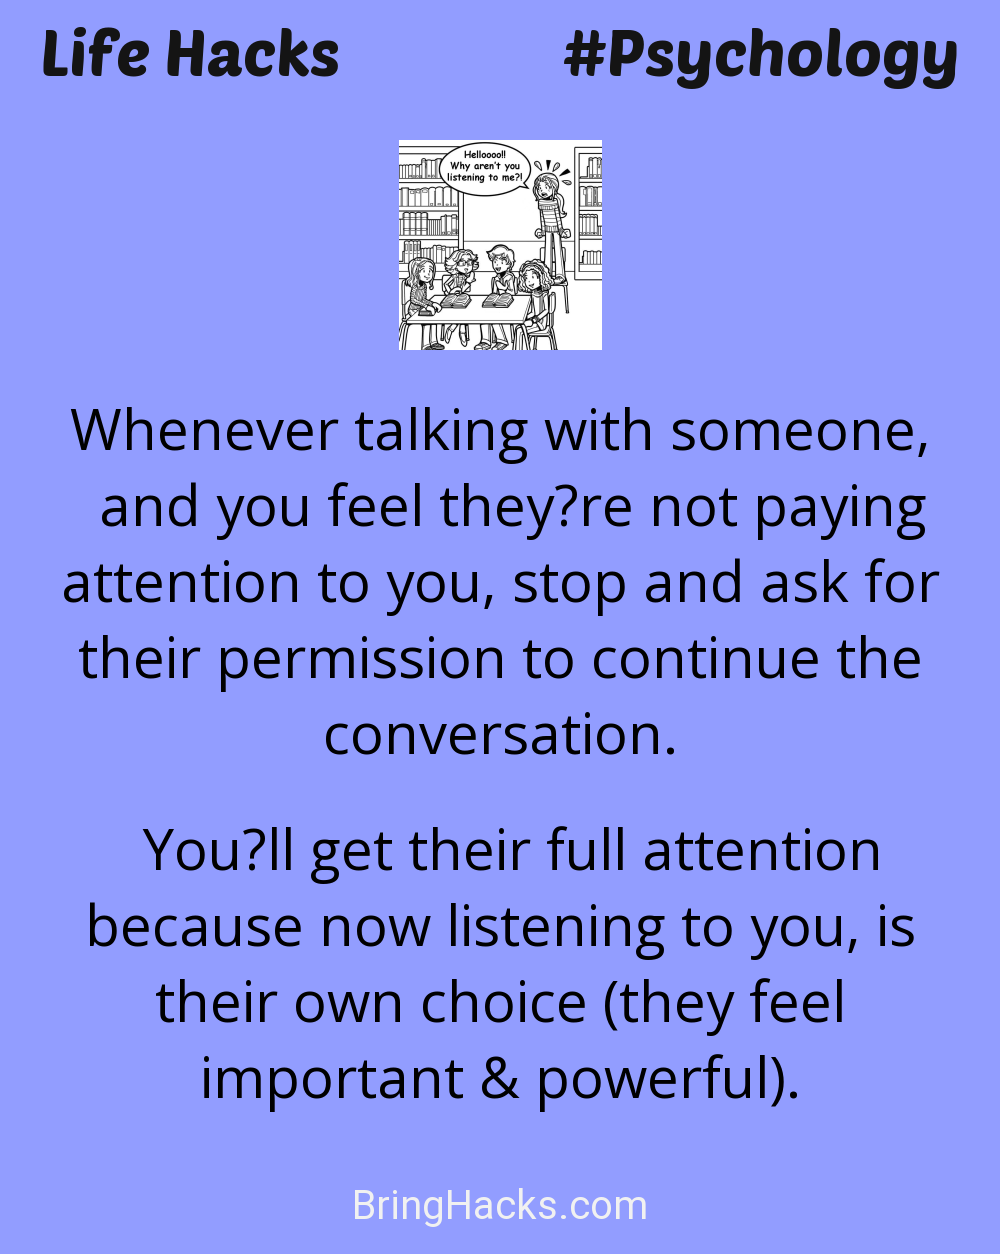 Life Hacks #Psychology
Hellooooo!!
Why aren't you
listening to me?!
Whenever talking with someone,
and you feel they?re not paying
attention to you, stop and ask for
their permission to continue the
conversation.
You?ll get their full attention
because now listening to you, is
their own choice (they feel
important & powerful).
BringHacks.com